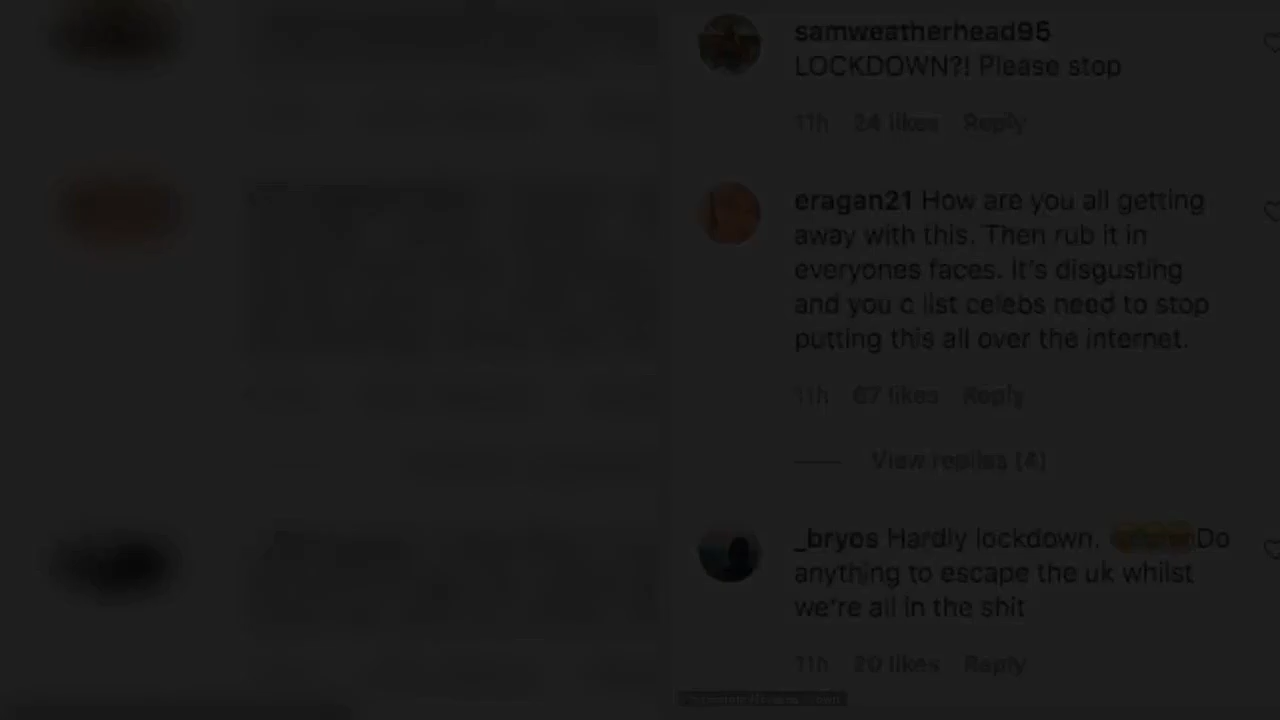 samweatherhead95
LOCKDOWN?! Please stop
11h 24 likes Reply
eragan21 How are you all getting
away with this. Then rub it in
everyones faces. It's disgusting
and you c list celebs need to stop
putting this all over the internet.
11h 67 likes Reply
View replies (4)
_bryos Hardly lockdown. Do
anything to escape the uk whilst
we're all in the shit
11h 20 likes Reply